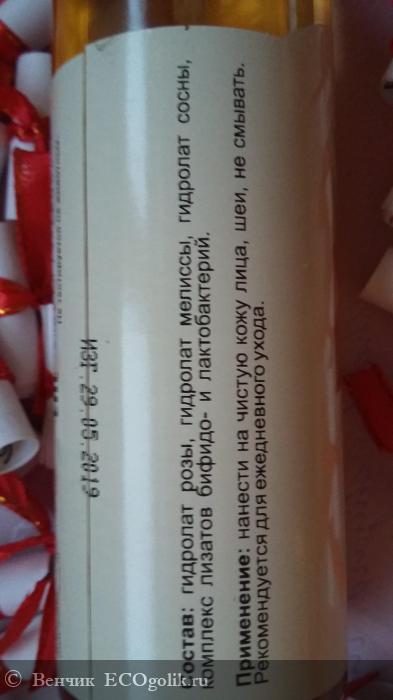 Состав: гидролат розы, гидролат мелиссы, гидролат сосны,
комплекс лизатов бифидо- и лактобактерий.
Применение: нанести на чистую кожу лица, шеи, не смывать.
Рекомендуется для ежедневного ухода.
ИЗГ. 29.05.2019
© Венчик ECOgolik.ru